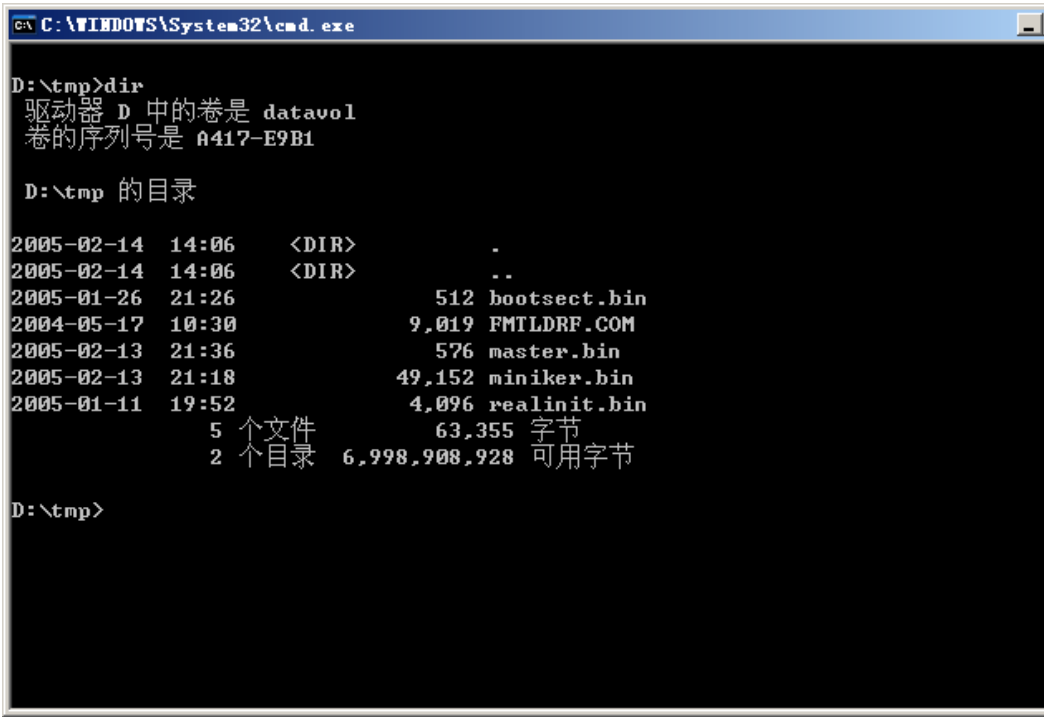 C:\WINDOWS\System32\cmd.exe
D:\tmp>dir
驱动器 D 中的卷是 datavol
卷的序列号是 A417-E9B1
D:\tmp 的目录
2005-02-14  14:06    <DIR>          .
2005-02-14  14:06    <DIR>          ..
2005-01-26  21:26               512 bootsect.bin
2004-05-17  10:30             9,019 FMTLDRF.COM
2005-02-13  21:36               576 master.bin
2005-02-13  21:18            49,152 miniker.bin
2005-01-11  19:52             4,096 realinit.bin
5 个文件         63,355 字节
2 个目录  6,998,908,928 可用字节
D:\tmp>